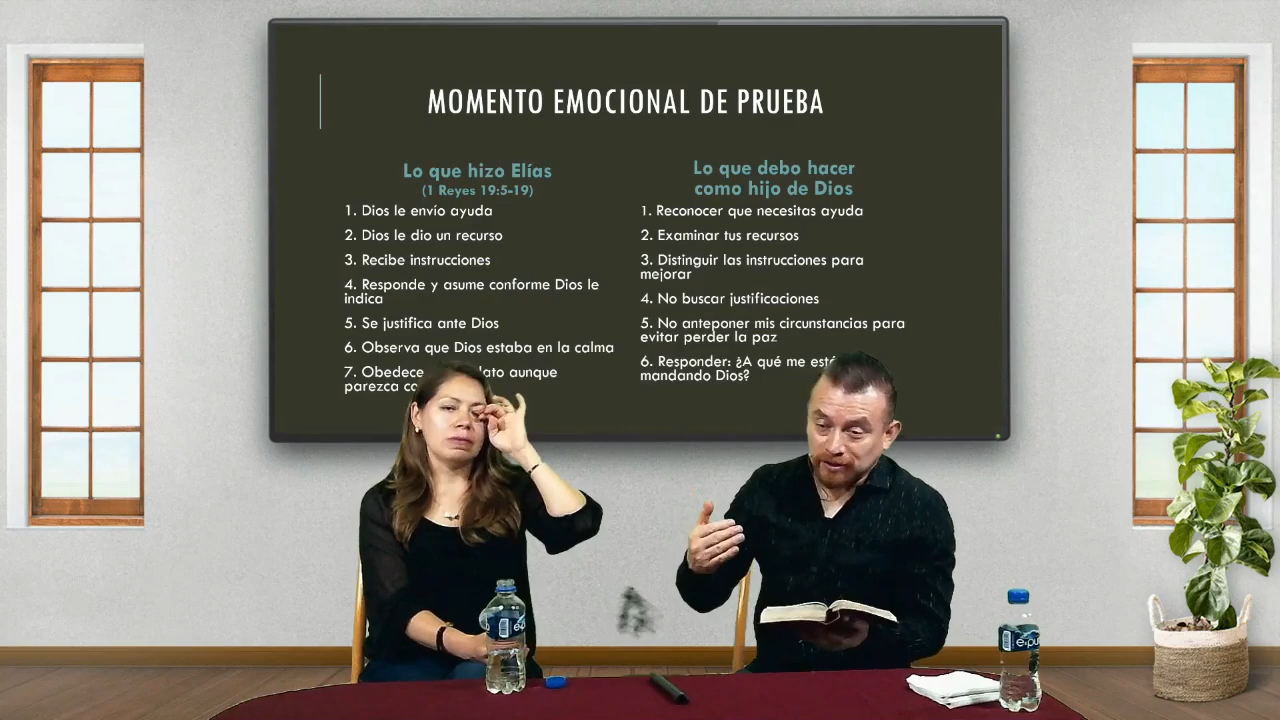 MOMENTO EMOCIONAL DE PRUEBA
Lo que hizo Elías
(1 Reyes 19:5-19)
1. Dios le envío ayuda
2. Dios le dio un recurso
3. Recibe instrucciones
4. Responde y asume conforme Dios le
indica
5. Se justifica ante Dios
6. Observa que Dios estaba en la calma
7. Obedece aunque
parezca
Lo que debo hacer
como hijo de Dios
1. Reconocer que necesitas ayuda
2. Examinar tus recursos
3. Distinguir las instrucciones para
mejorar
4. No buscar justificaciones
5. No anteponer mis circunstancias para
evitar perder la paz
6. Responder: ¿A qué me
mandando Dios?